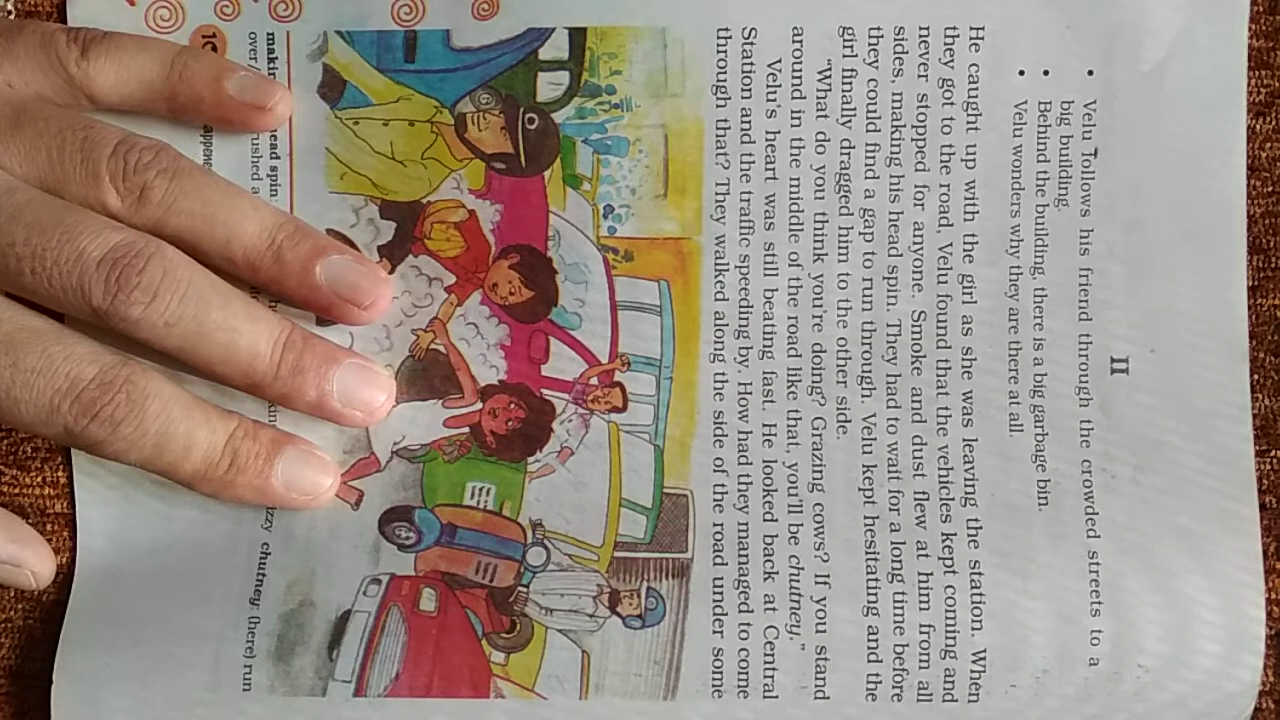 II
• Velu follows his friend through the crowded streets to a
big building.
• Behind the building, there is a big garbage bin.
• Velu wonders why they are there at all.
He caught up with the girl as she was leaving the station. When
they got to the road, Velu found that the vehicles kept coming and
never stopped for anyone. Smoke and dust flew at him from all
sides, making his head spin. They had to wait for a long time before
they could find a gap to run through. Velu kept hesitating and the
girl finally dragged him to the other side.
“What do you think you’re doing? Grazing cows? If you stand
around in the middle of the road like that, you’ll be chutney.”
Velu’s heart was still beating fast. He looked back at Central
Station and the traffic speeding by. How had they managed to come
through that? They walked along the side of the road under some
head spin: chutney: (here) run
over